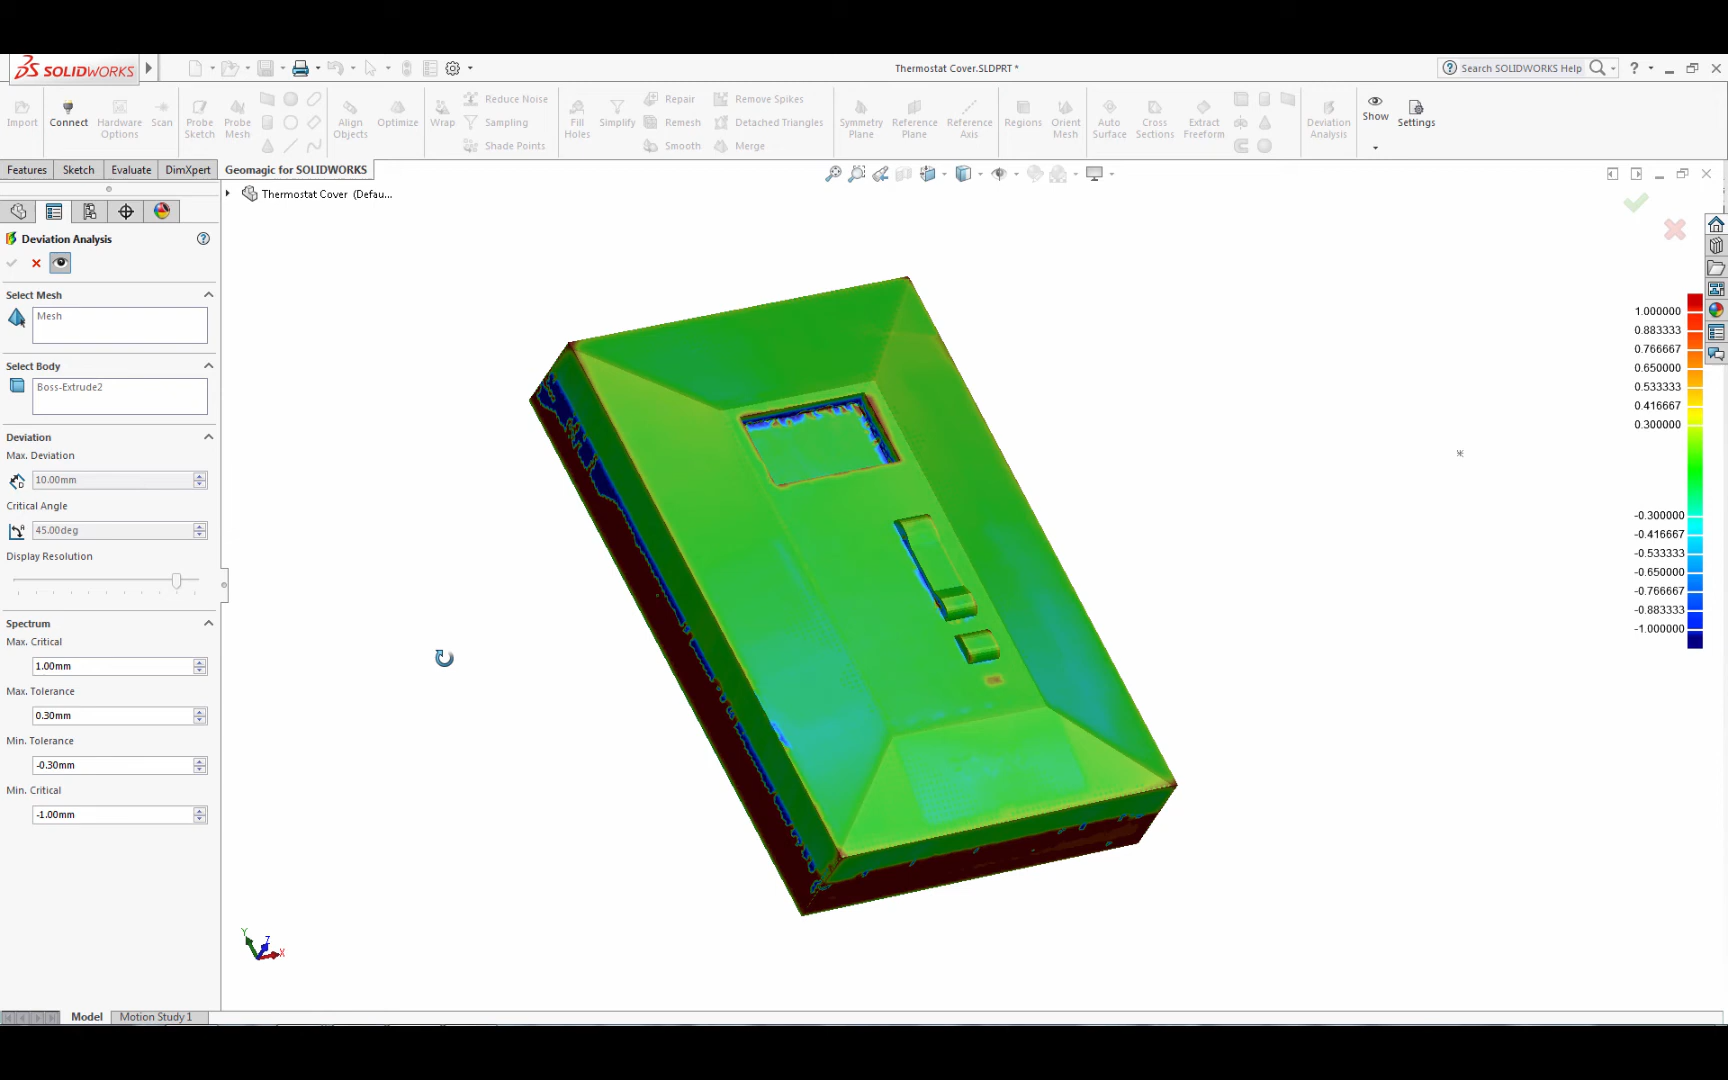 SOLIDWORKS
Thermostat Cover.SLDPRT *
Search SOLIDWORKS Help
?
Import
Connect
Hardware Options
Scan
Probe Sketch
Probe Mesh
Align Objects
Optimize
Wrap
Reduce Noise
Sampling
Shade Points
Fill Holes
Simplify
Repair
Remesh
Smooth
Remove Spikes
Detached Triangles
Merge
Symmetry Plane
Reference Plane
Reference Axis
Regions
Orient Mesh
Auto Surface
Cross Sections
Extract Freeform
Deviation Analysis
Show
Settings
Features
Sketch
Evaluate
DimXpert
Geomagic for SOLIDWORKS
Thermostat Cover (Defau...
Deviation Analysis
?
Select Mesh
Mesh
Select Body
Boss-Extrude2
Deviation
Max. Deviation
10.00mm
Critical Angle
45.00deg
Display Resolution
Spectrum
Max. Critical
1.00mm
Max. Tolerance
0.30mm
Min. Tolerance
-0.30mm
Min. Critical
-1.00mm
1.000000
0.883333
0.766667
0.650000
0.533333
0.416667
0.300000
-0.300000
-0.416667
-0.533333
-0.650000
-0.766667
-0.883333
-1.000000
Y
Z
X
Model
Motion Study 1